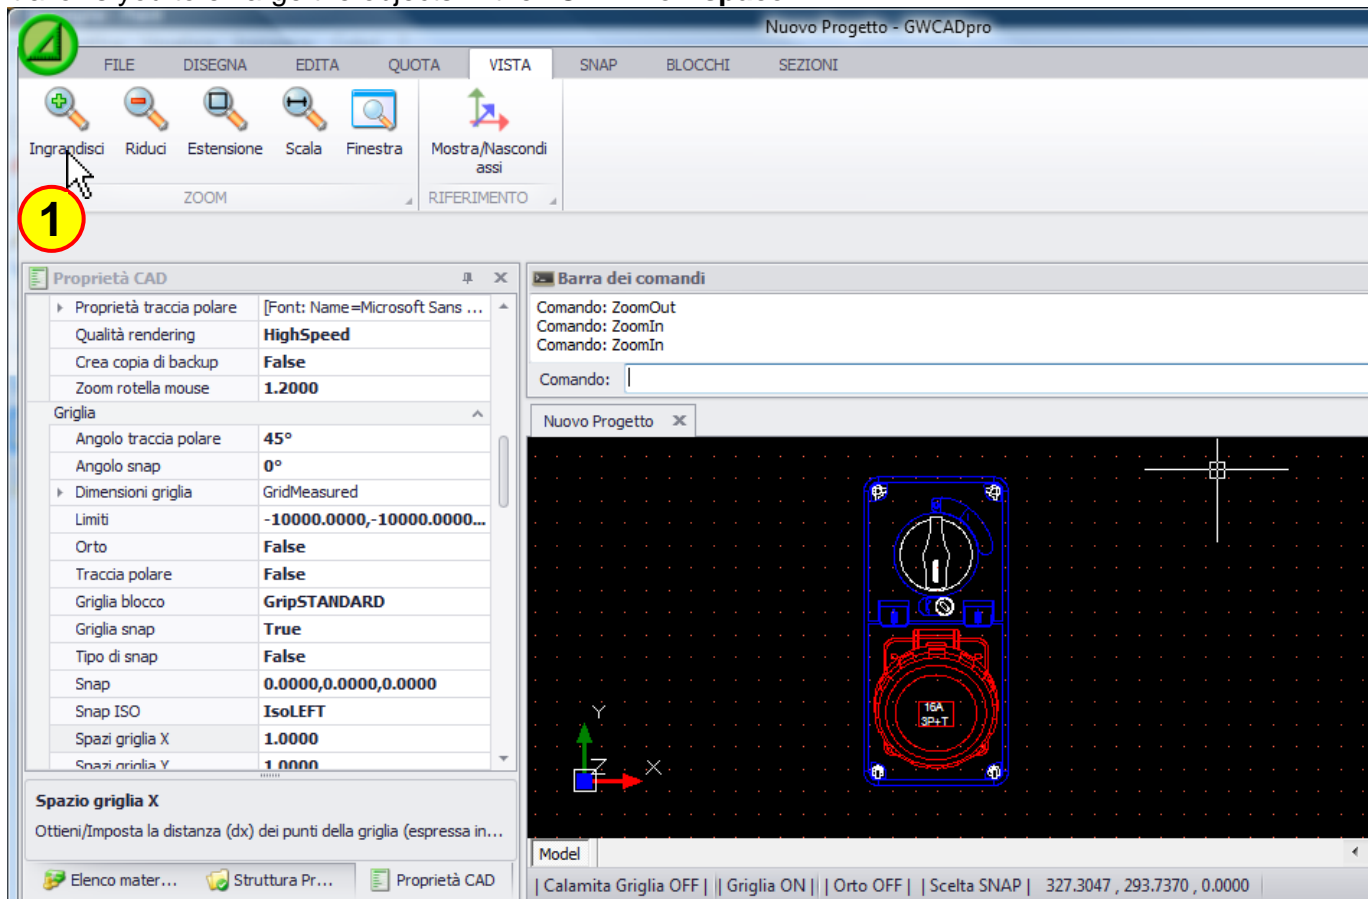 Nuovo Progetto - GWCADpro
FILE DISEGNA EDITA QUOTA VISTA SNAP BLOCCHI SEZIONI
Ingrandisci Riduci Estensione Scala Finestra Mostra/Nascondi
assi
ZOOM RIFERIMENTO
1
Proprietà CAD
Proprietà traccia polare [Font: Name=Microsoft Sans ...
Qualità rendering HighSpeed
Crea copia di backup False
Zoom rotella mouse 1.2000
Griglia
Angolo traccia polare 45°
Angolo snap 0°
Dimensioni griglia GridMeasured
Limiti -10000.0000,-10000.0000...
Orto False
Traccia polare False
Griglia blocco GripSTANDARD
Griglia snap True
Tipo di snap False
Snap 0.0000,0.0000,0.0000
Snap ISO IsoLEFT
Spazi griglia X 1.0000
Spazi griglia Y 1.0000
Spazio griglia X
Ottieni/Imposta la distanza (dx) dei punti della griglia (espressa in...
Elenco mater... Struttura Pr... Proprietà CAD
Barra dei comandi
Comando: ZoomOut
Comando: ZoomIn
Comando: ZoomIn
Comando:
Nuovo Progetto
16A
3P+T
Y
Z X
Model
| Calamita Griglia OFF | | Griglia ON | | Orto OFF | | Scelta SNAP | 327.3047 , 293.7370 , 0.0000